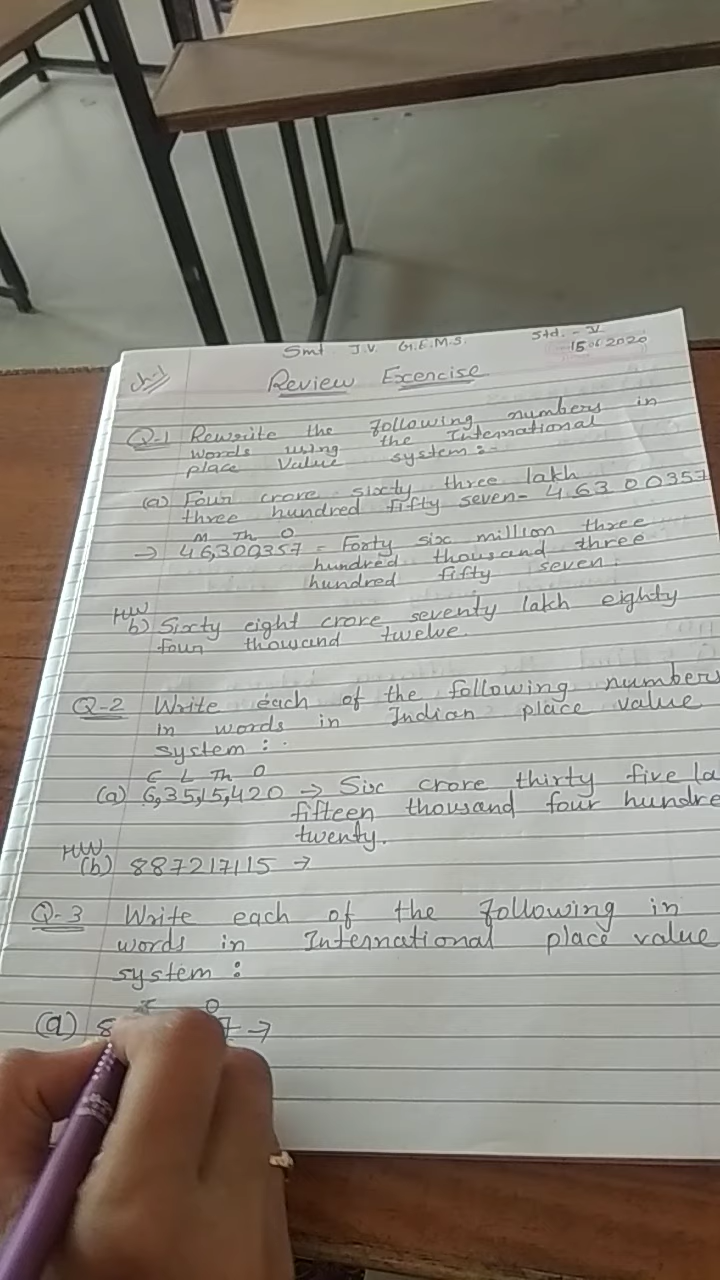 Smt. J.V. G.E.M.S. Std. - V
Ch-1 15.06.2020
Review Exercise
Q-1 Rewrite the following numbers in
words using the International
place value system :-
(a) Four crore sixty three lakh
three hundred fifty seven - 4 63 00357
M Th O
→ 46,300357 = Forty six million three
hundred thousand three
hundred fifty seven.
HW
b) Sixty eight crore seventy lakh eighty
four thousand twelve.
Q-2 Write each of the following numbers
in words in Indian place value
system :
C L Th O
(a) 6,35,15,420 → Six crore thirty five la
fifteen thousand four hundre
twenty.
HW
(b) 887217115 →
Q-3 Write each of the following in
words in International place value
system :
O
(a) 8 7 →